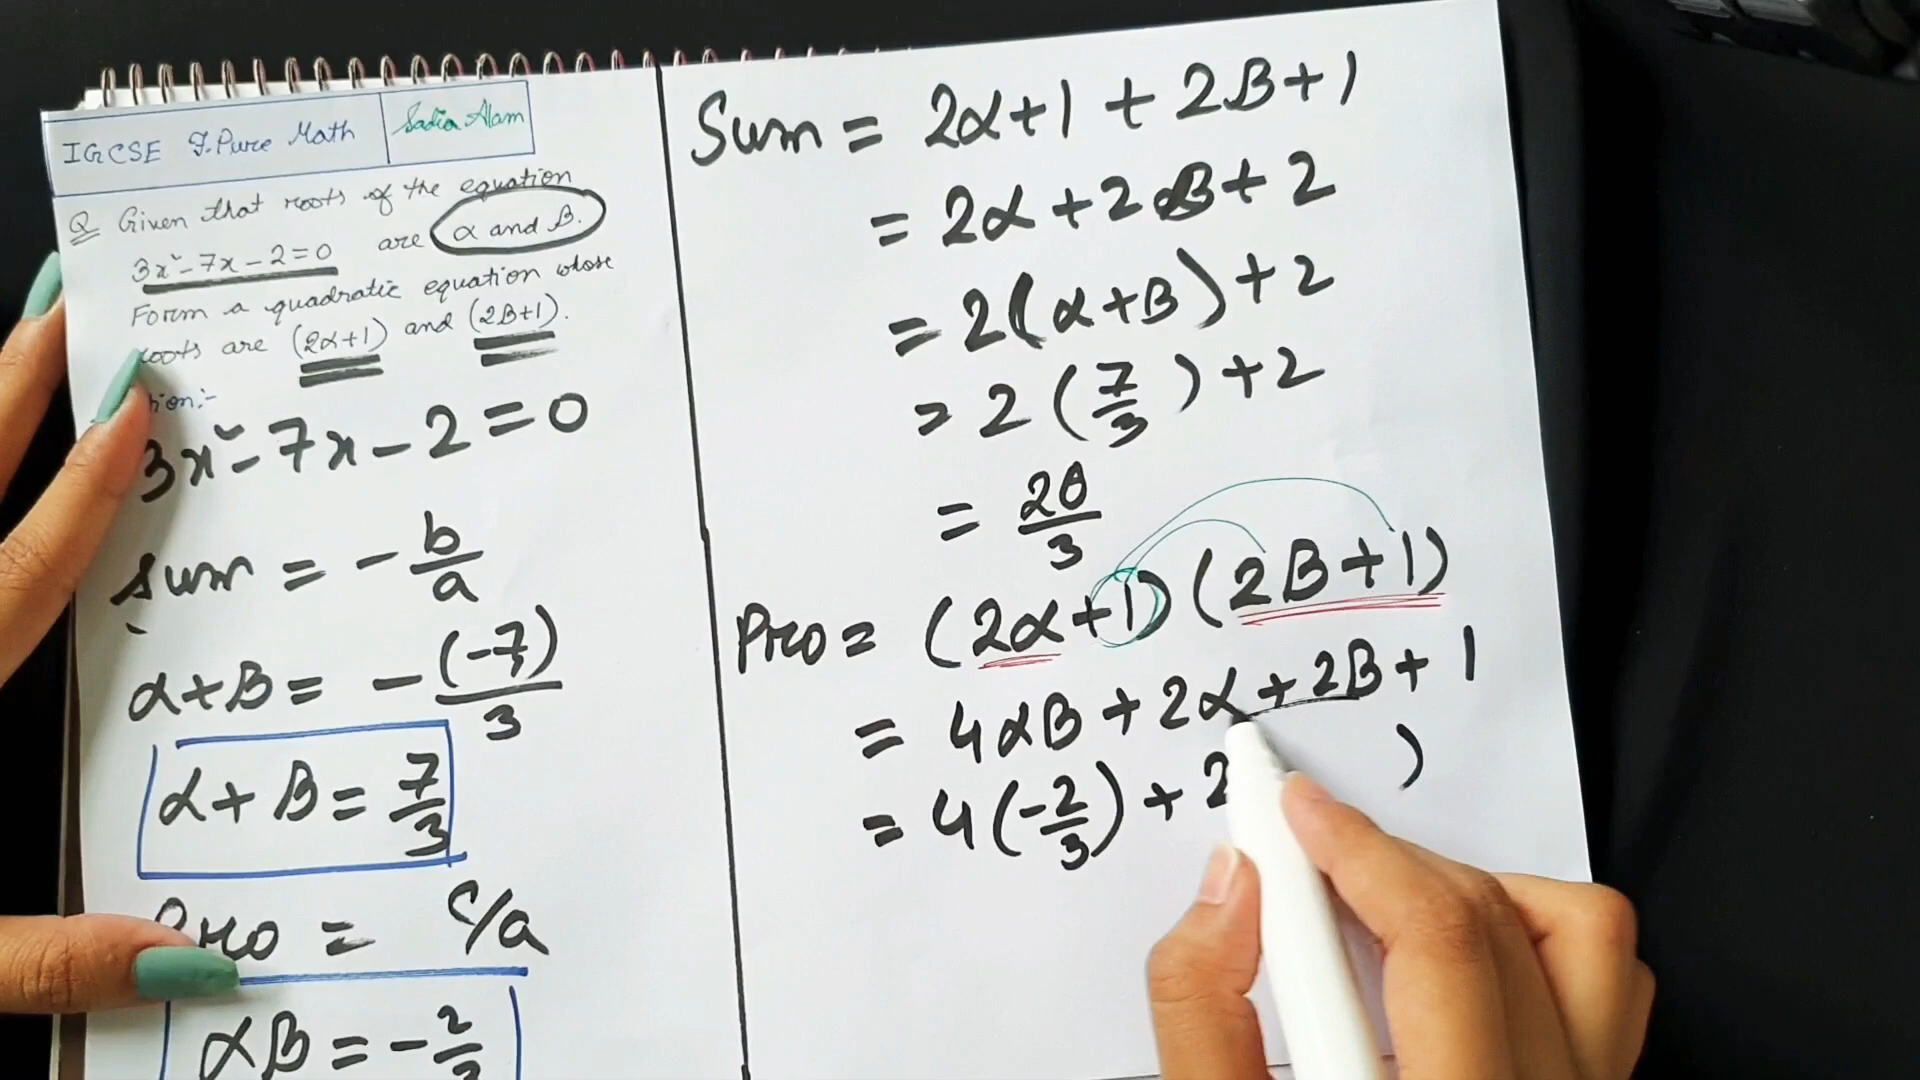 IGCSE F.Pure Math
Sadia Alam
Q Given that roots of the equation
3x²-7x-2=0 are α and β.
Form a quadratic equation whose
roots are (2α+1) and (2β+1).
3x²-7x-2=0
Sum = -b/a
α+β = -(-7)/3
α+β = 7/3
Pro = c/a
αβ = -2/3
Sum = 2α+1 + 2β+1
= 2α+2β+2
= 2(α+β)+2
= 2(7/3)+2
= 20/3
Pro = (2α+1)(2β+1)
= 4αβ+2α+2β+1
= 4(-2/3)+2 )